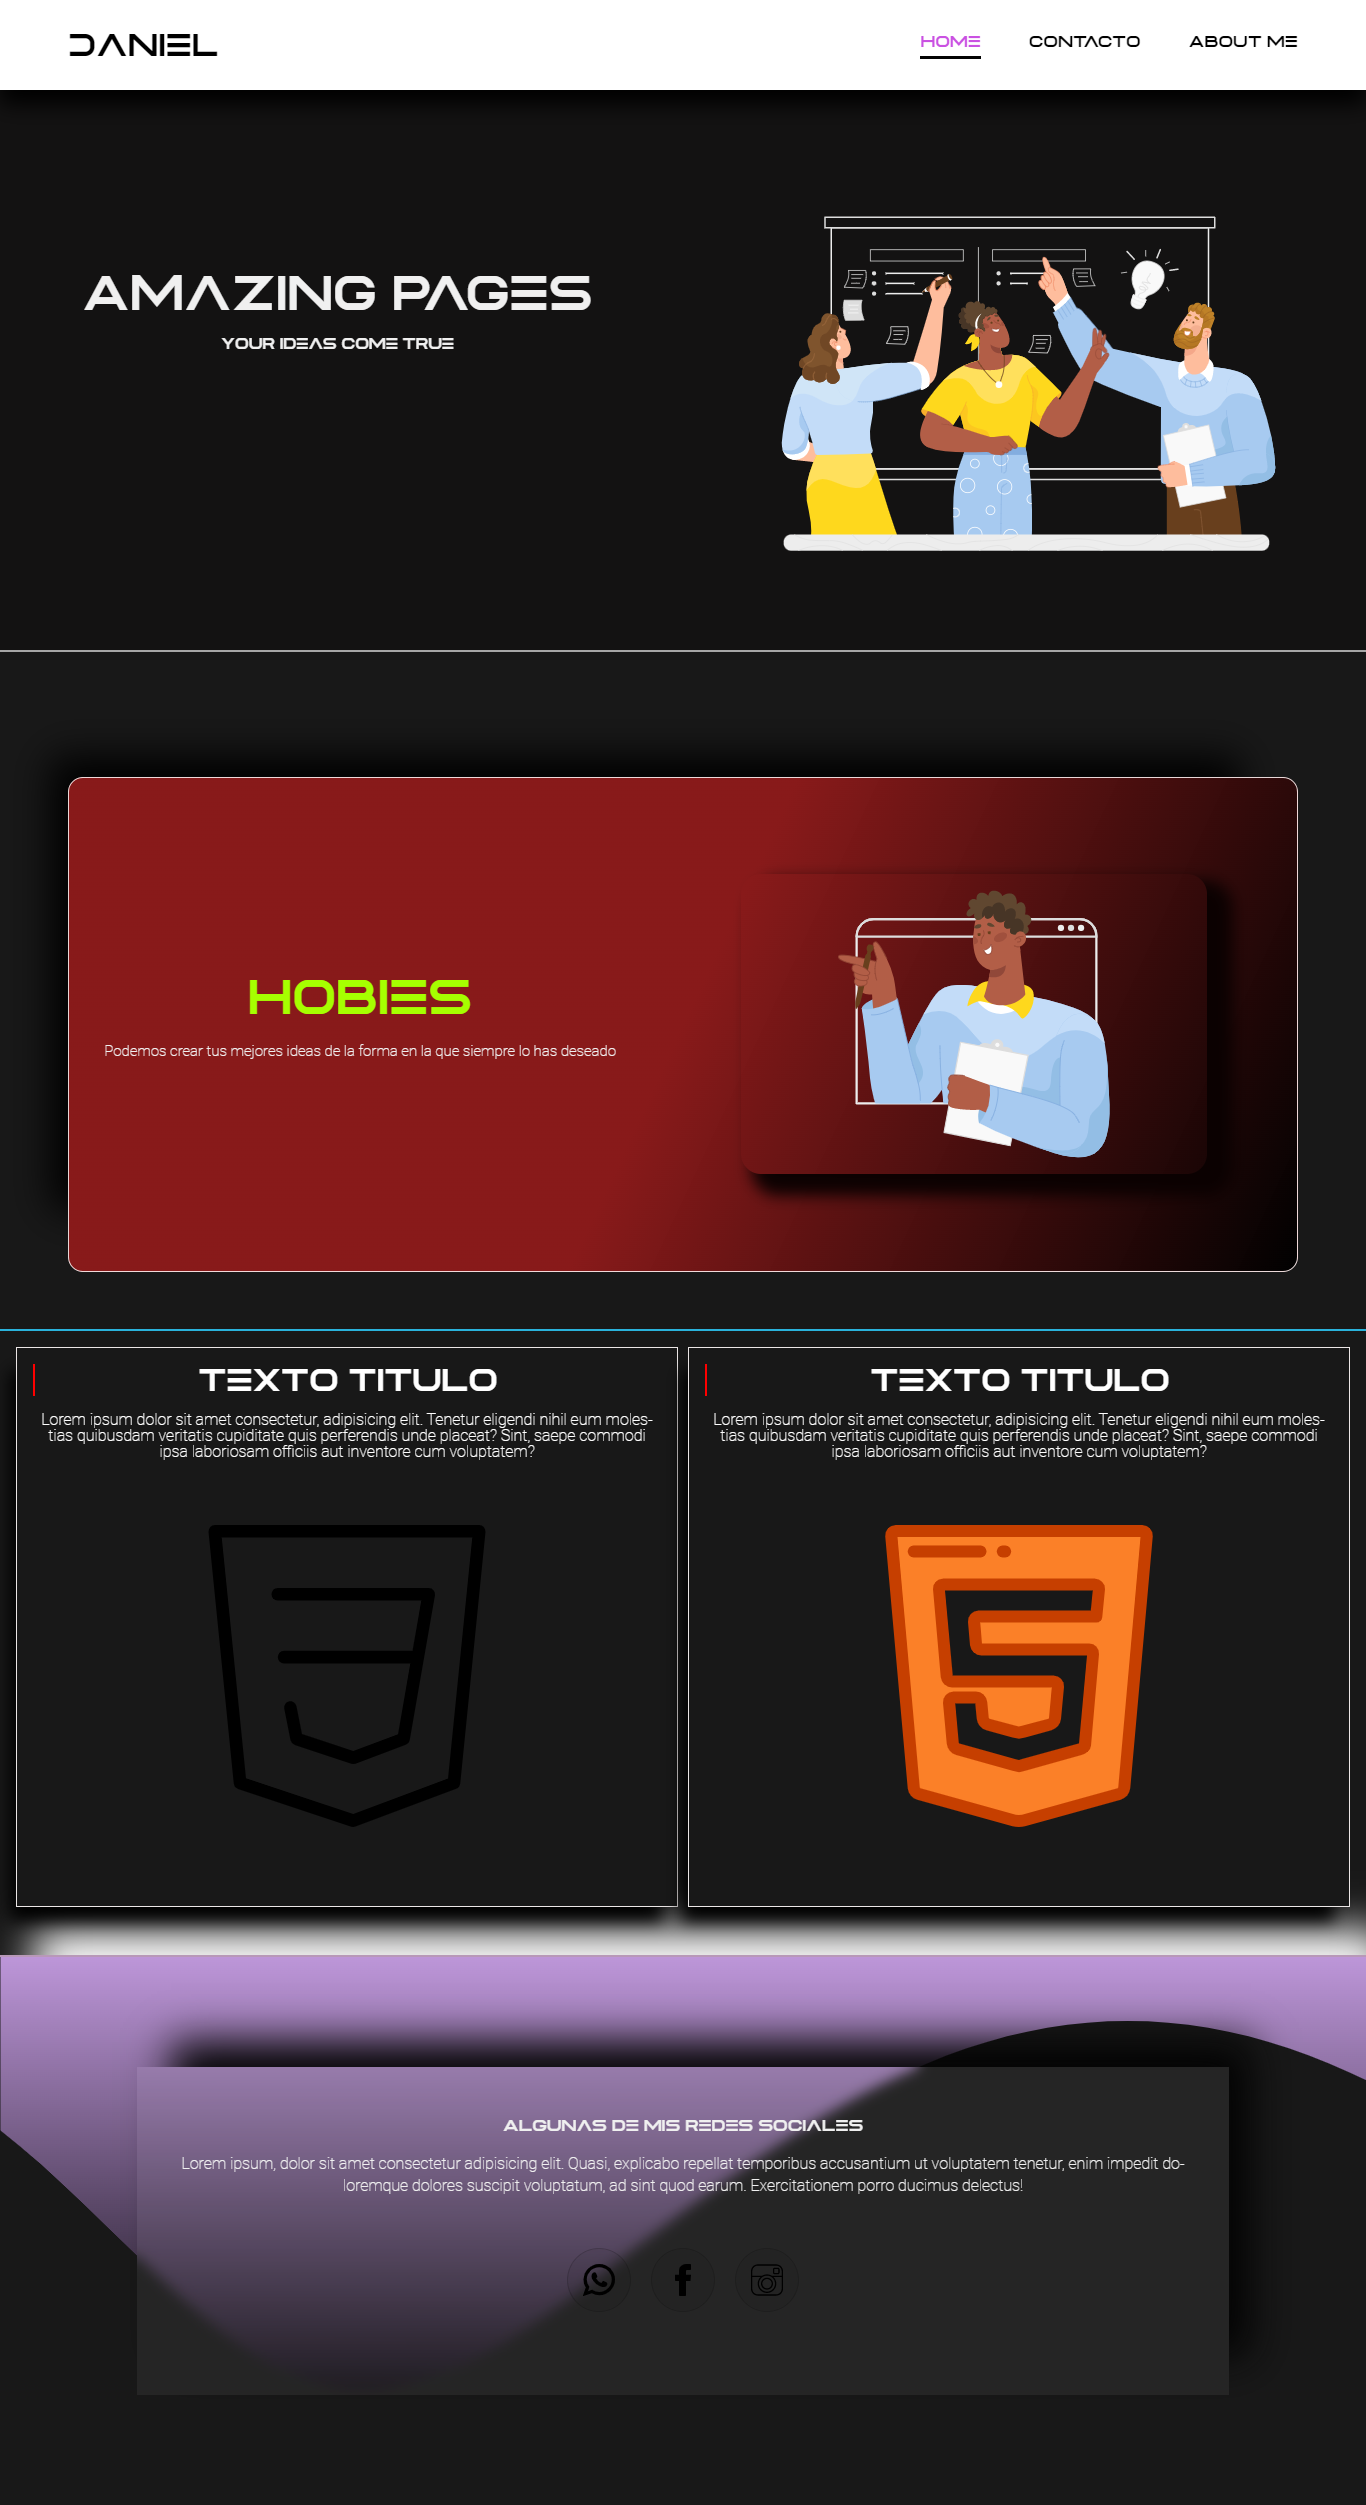 DANIEL
HOME CONTACTO ABOUT ME
AMAZING PAGES
YOUR IDEAS COME TRUE
HOBIES
Podemos crear tus mejores ideas de la forma en la que siempre lo has deseado
TEXTO TITULO
Lorem ipsum dolor sit amet consectetur, adipisicing elit. Tenetur eligendi nihil eum moles-
tias quibusdam veritatis cupiditate quis perferendis unde placeat? Sint, saepe commodi
ipsa laboriosam officiis aut inventore cum voluptatem?
TEXTO TITULO
Lorem ipsum dolor sit amet consectetur, adipisicing elit. Tenetur eligendi nihil eum moles-
tias quibusdam veritatis cupiditate quis perferendis unde placeat? Sint, saepe commodi
ipsa laboriosam officiis aut inventore cum voluptatem?
ALGUNAS DE MIS REDES SOCIALES
Lorem ipsum, dolor sit amet consectetur adipisicing elit. Quasi, explicabo repellat temporibus accusantium ut voluptatem tenetur, enim impedit do-
loremque dolores suscipit voluptatum, ad sint quod earum. Exercitationem porro ducimus delectus!